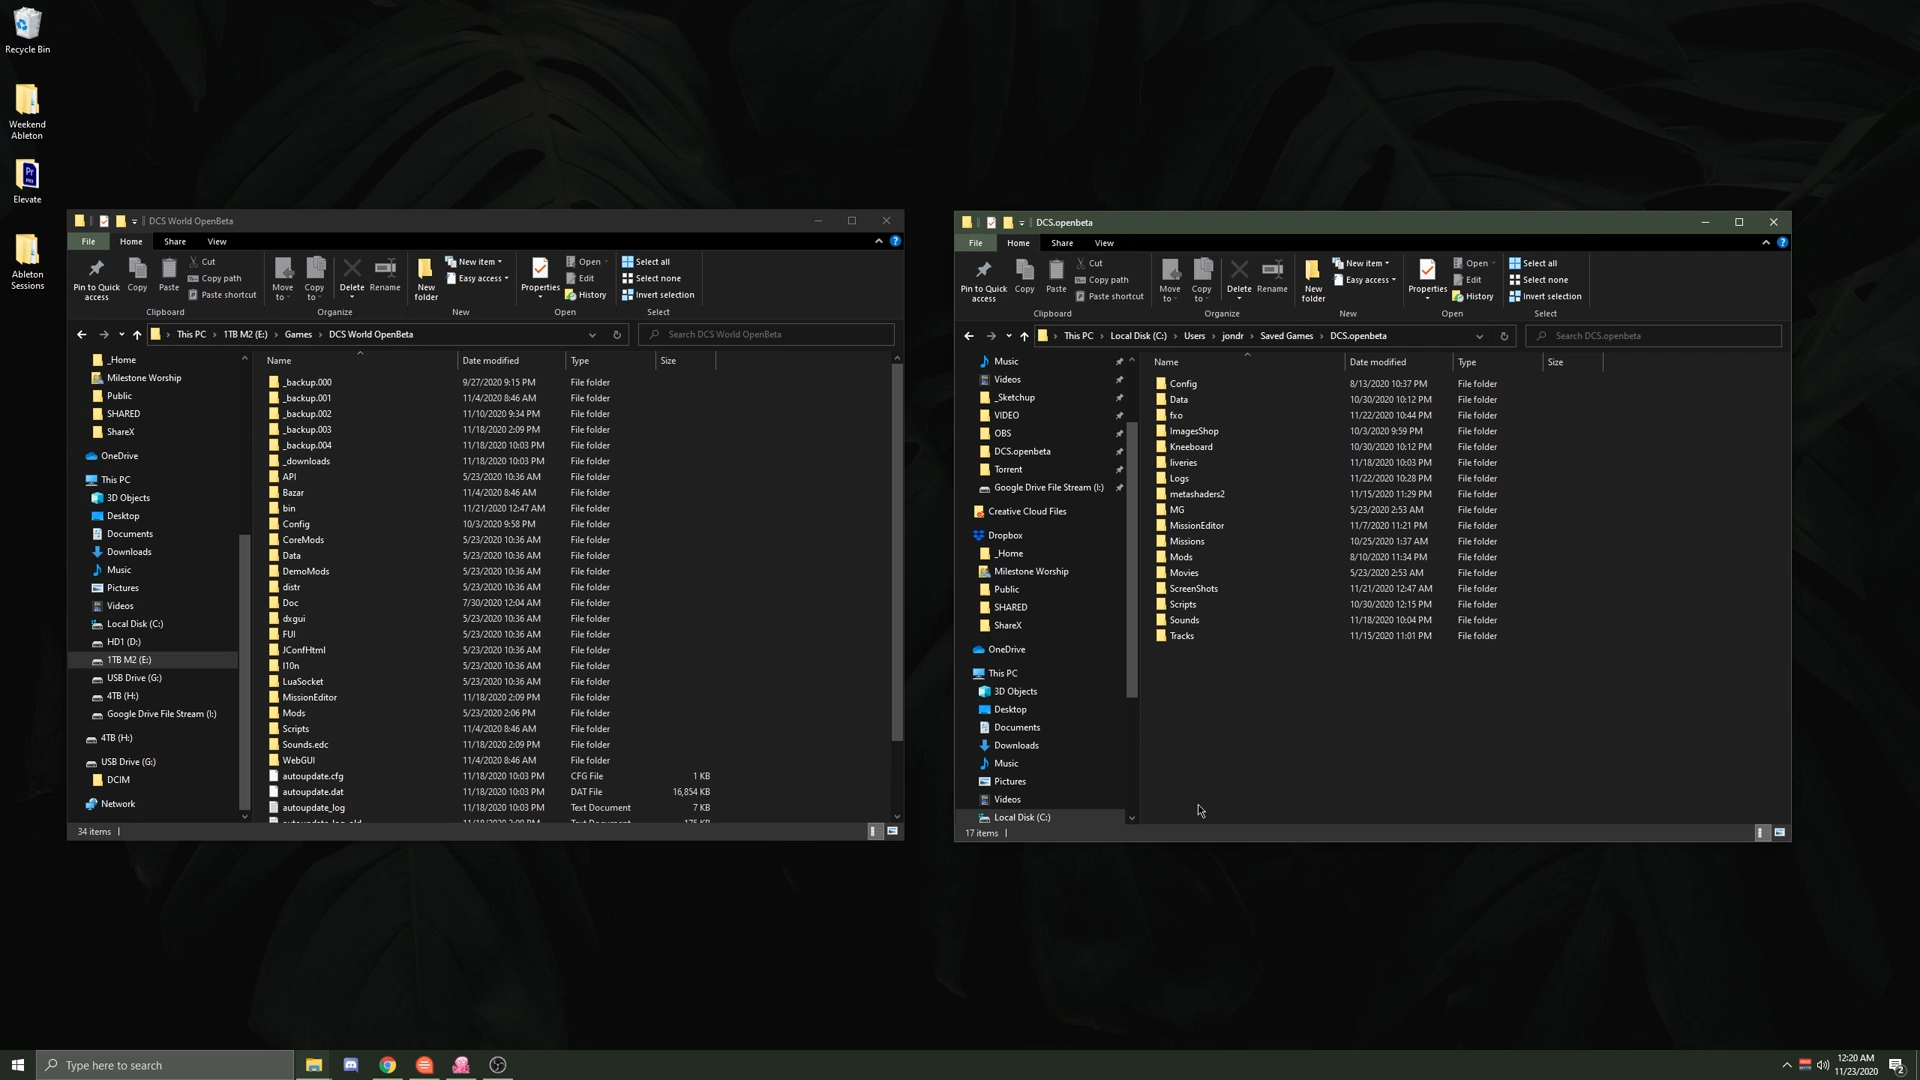 Recycle Bin
Weekend
Ableton
Elevate
Ableton
Sessions
DCS World OpenBeta
File Home Share View
Pin to Quick
access
Copy
Paste
Cut
Copy path
Paste shortcut
Move
to
Copy
to
Delete
Rename
New
folder
New item
Easy access
Properties
Open
Edit
History
Select all
Select none
Invert selection
Clipboard Organize New Open Select
This PC > 1TB M2 (E:) > Games > DCS World OpenBeta
Search DCS World OpenBeta
_Home
Milestone Worship
Public
SHARED
ShareX
OneDrive
This PC
3D Objects
Desktop
Documents
Downloads
Music
Pictures
Videos
Local Disk (C:)
HD1 (D:)
1TB M2 (E:)
USB Drive (G:)
4TB (H:)
Google Drive File Stream (I:)
4TB (H:)
USB Drive (G:)
DCIM
Network
Name Date modified Type Size
_backup.000 9/27/2020 9:15 PM File folder
_backup.001 11/4/2020 8:46 AM File folder
_backup.002 11/10/2020 9:34 PM File folder
_backup.003 11/18/2020 2:09 PM File folder
_backup.004 11/18/2020 10:03 PM File folder
_downloads 11/18/2020 10:03 PM File folder
API 5/23/2020 10:36 AM File folder
Bazar 11/4/2020 8:46 AM File folder
bin 11/21/2020 12:47 AM File folder
Config 10/3/2020 9:58 PM File folder
CoreMods 5/23/2020 10:36 AM File folder
Data 5/23/2020 10:36 AM File folder
DemoMods 5/23/2020 10:36 AM File folder
distr 5/23/2020 10:36 AM File folder
Doc 7/30/2020 12:04 AM File folder
dxgui 5/23/2020 10:36 AM File folder
FUI 5/23/2020 10:36 AM File folder
JConfHtml 5/23/2020 10:36 AM File folder
l10n 5/23/2020 10:36 AM File folder
LuaSocket 5/23/2020 10:36 AM File folder
MissionEditor 11/18/2020 2:09 PM File folder
Mods 5/23/2020 2:06 PM File folder
Scripts 11/4/2020 8:46 AM File folder
Sounds.edc 11/18/2020 2:09 PM File folder
WebGUI 11/4/2020 8:46 AM File folder
autoupdate.cfg 11/18/2020 10:03 PM CFG File 1 KB
autoupdate.dat 11/18/2020 10:03 PM DAT File 16,854 KB
autoupdate_log 11/18/2020 10:03 PM Text Document 7 KB
34 items
DCS.openbeta
File Home Share View
Pin to Quick
access
Copy
Paste
Cut
Copy path
Paste shortcut
Move
to
Copy
to
Delete
Rename
New
folder
New item
Easy access
Properties
Open
Edit
History
Select all
Select none
Invert selection
Clipboard Organize New Open Select
This PC > Local Disk (C:) > Users > jondr > Saved Games > DCS.openbeta
Search DCS.openbeta
Music
Videos
_Sketchup
VIDEO
OBS
DCS.openbeta
Torrent
Google Drive File Stream (I:)
Creative Cloud Files
Dropbox
_Home
Milestone Worship
Public
SHARED
ShareX
OneDrive
This PC
3D Objects
Desktop
Documents
Downloads
Music
Pictures
Videos
Local Disk (C:)
Name Date modified Type Size
Config 8/13/2020 10:37 PM File folder
Data 10/30/2020 10:12 PM File folder
fxo 11/22/2020 10:44 PM File folder
ImagesShop 10/3/2020 9:59 PM File folder
Kneeboard 10/30/2020 10:12 PM File folder
liveries 11/18/2020 10:03 PM File folder
Logs 11/22/2020 10:28 PM File folder
metashaders2 11/15/2020 11:29 PM File folder
MG 5/23/2020 2:53 AM File folder
MissionEditor 11/7/2020 11:21 PM File folder
Missions 10/25/2020 1:37 AM File folder
Mods 8/10/2020 11:34 PM File folder
Movies 5/23/2020 2:53 AM File folder
ScreenShots 11/21/2020 12:47 AM File folder
Scripts 10/30/2020 12:15 PM File folder
Sounds 11/18/2020 10:04 PM File folder
Tracks 11/15/2020 11:01 PM File folder
17 items
Type here to search
12:20 AM
11/23/2020
2